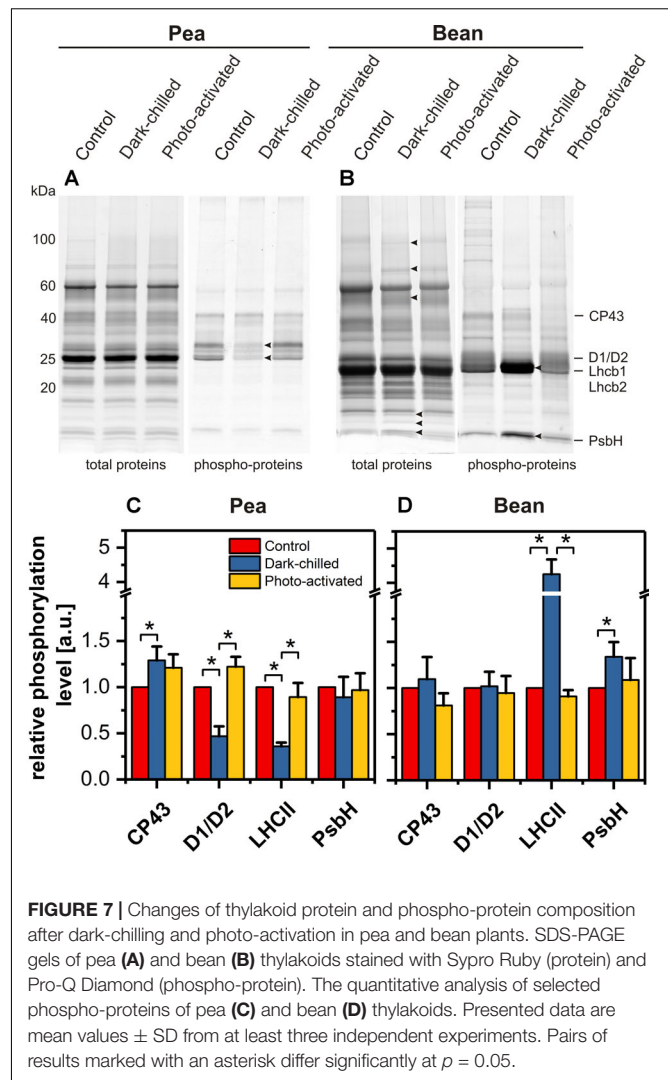 Pea
Bean
Control
Dark-chilled
Photo-activated
Control
Dark-chilled
Photo-activated
Control
Dark-chilled
Photo-activated
Control
Dark-chilled
Photo-activated
kDa
A
B
100
60
40
25
20
CP43
D1/D2
Lhcb1
Lhcb2
PsbH
total proteins
phospho-proteins
total proteins
phospho-proteins
C
Pea
D
Bean
relative phosphorylation
level [a.u.]
5
4
1.5
1.0
0.5
0.0
Control
Dark-chilled
Photo-activated
*
*
*
*
*
*
*
*
CP43
D1/D2
LHCII
PsbH
CP43
D1/D2
LHCII
PsbH
FIGURE 7 | Changes of thylakoid protein and phospho-protein composition
after dark-chilling and photo-activation in pea and bean plants. SDS-PAGE
gels of pea (A) and bean (B) thylakoids stained with Sypro Ruby (protein) and
Pro-Q Diamond (phospho-protein). The quantitative analysis of selected
phospho-proteins of pea (C) and bean (D) thylakoids. Presented data are
mean values ± SD from at least three independent experiments. Pairs of
results marked with an asterisk differ significantly at p = 0.05.